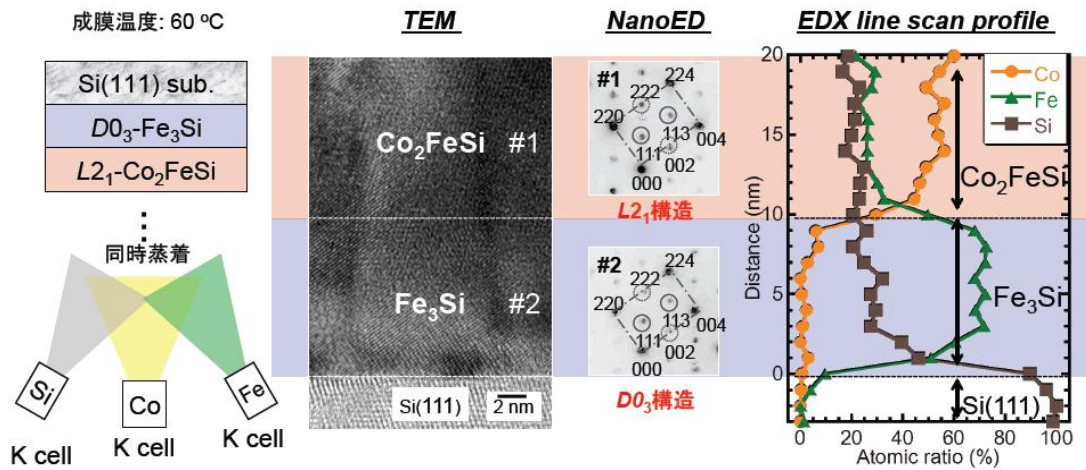 成膜温度: 60 ºC
Si(111) sub.
D0₃-Fe₃Si
L2₁-Co₂FeSi
同時蒸着
Si
Co
Fe
K cell
K cell
K cell
TEM
Co₂FeSi #1
Fe₃Si #2
Si(111)
2 nm
NanoED
#1
224
222
220
113
004
111
002
000
L2₁構造
#2
224
222
220
113
004
111
002
000
D0₃構造
EDX line scan profile
Co
Fe
Si
Co₂FeSi
Fe₃Si
Si(111)
Distance (nm)
20
15
10
5
0
0 20 40 60 80 100
Atomic ratio (%)